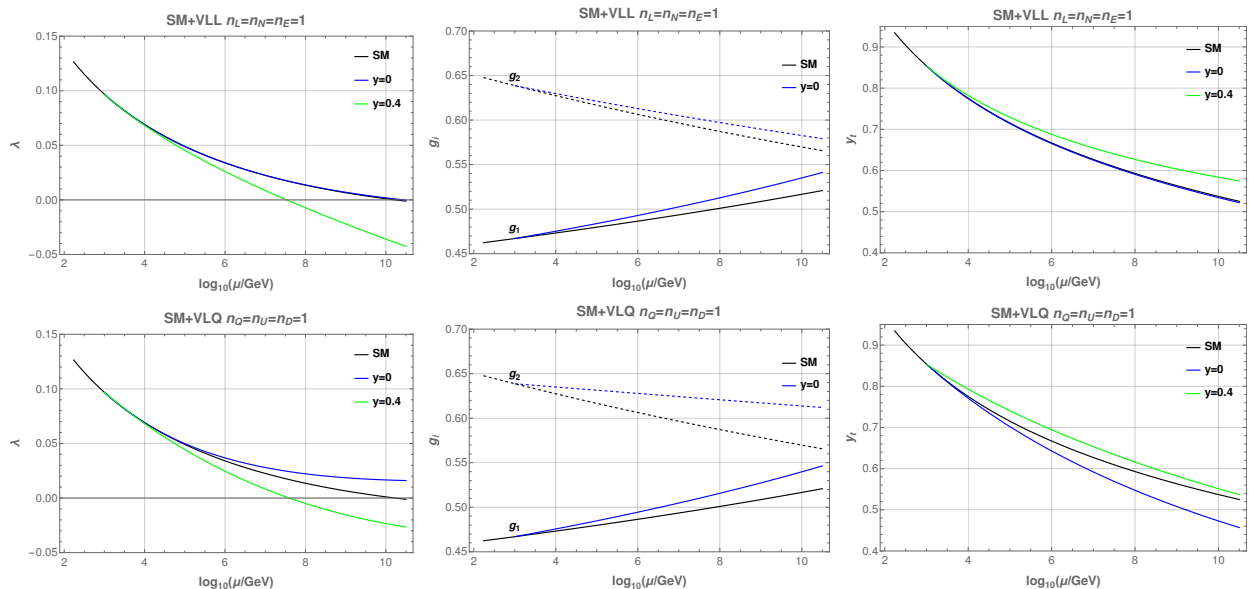 SM+VLL n_L=n_N=n_E=1
0.15
0.10
0.05
0.00
−0.05
λ
2
4
6
8
10
log₁₀(μ/GeV)
SM
y=0
y=0.4
SM+VLL n_L=n_N=n_E=1
0.70
0.65
0.60
0.55
0.50
0.45
g_i
g₂
g₁
2
4
6
8
10
log₁₀(μ/GeV)
SM
y=0
SM+VLL n_L=n_N=n_E=1
0.9
0.8
0.7
0.6
0.5
0.4
y_t
2
4
6
8
10
log₁₀(μ/GeV)
SM
y=0
y=0.4
SM+VLQ n_Q=n_U=n_D=1
0.15
0.10
0.05
0.00
−0.05
λ
2
4
6
8
10
log₁₀(μ/GeV)
SM
y=0
y=0.4
SM+VLQ n_Q=n_U=n_D=1
0.70
0.65
0.60
0.55
0.50
0.45
g_i
g₂
g₁
2
4
6
8
10
log₁₀(μ/GeV)
SM
y=0
SM+VLQ n_Q=n_U=n_D=1
0.9
0.8
0.7
0.6
0.5
0.4
y_t
2
4
6
8
10
log₁₀(μ/GeV)
SM
y=0
y=0.4